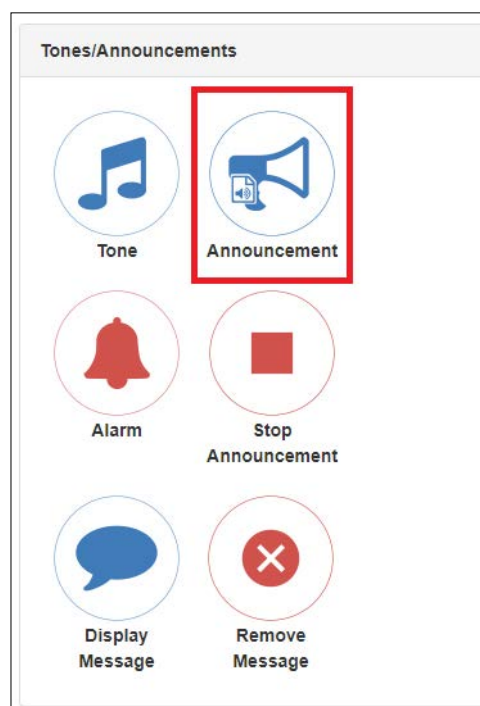 Tones/Announcements
Tone
Announcement
Alarm
Stop
Announcement
Display
Message
Remove
Message